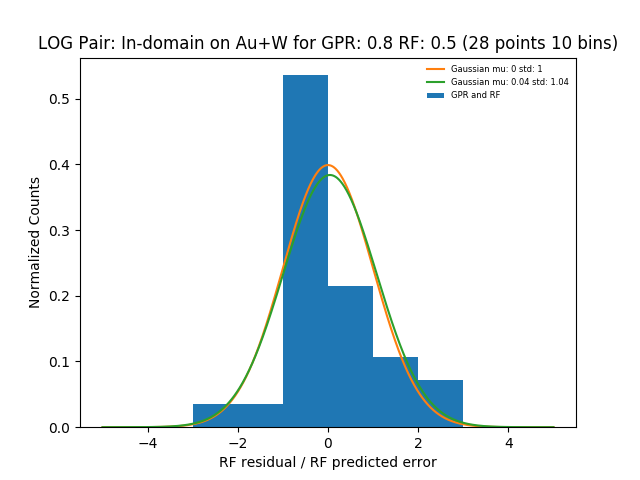 LOG Pair: In-domain on Au+W for GPR: 0.8 RF: 0.5 (28 points 10 bins)
Gaussian mu: 0 std: 1
Gaussian mu: 0.04 std: 1.04
GPR and RF
Normalized Counts
0.5
0.4
0.3
0.2
0.1
0.0
−4 −2 0 2 4
RF residual / RF predicted error